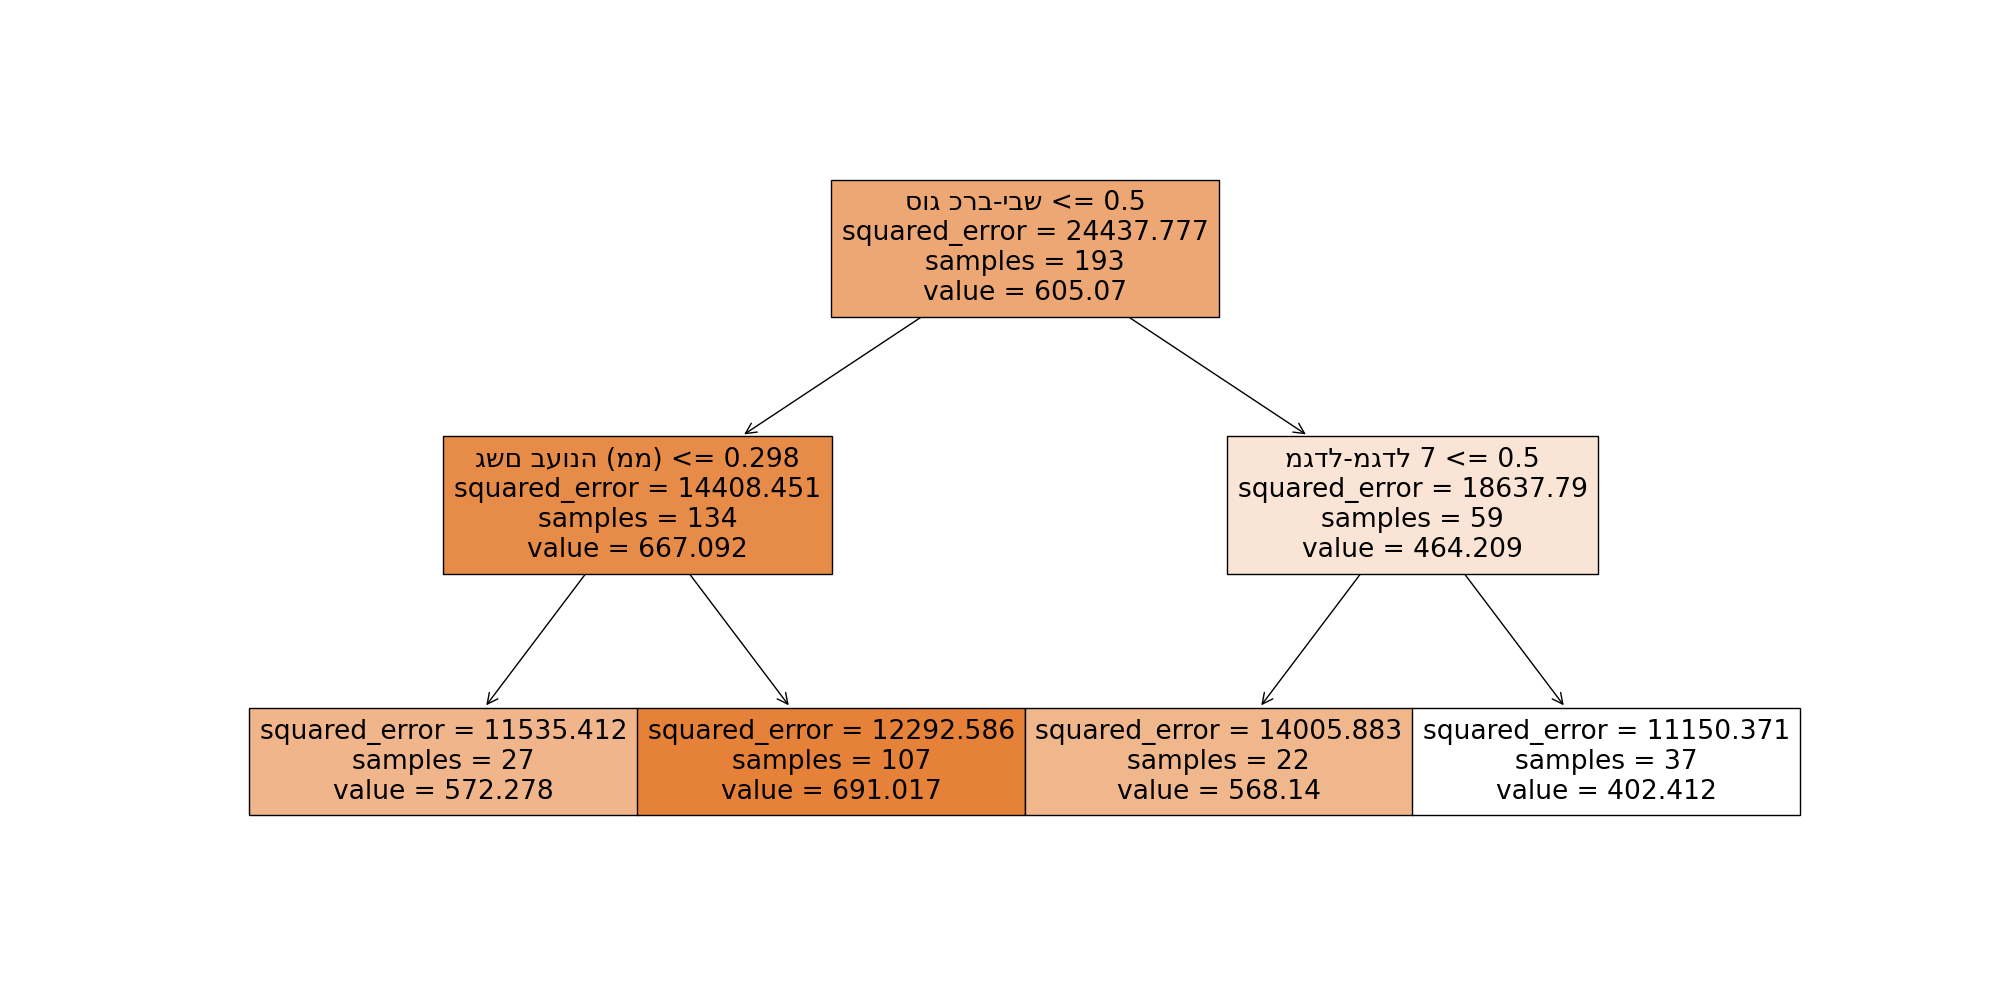 סוג כרב-יבש <= 0.5
squared_error = 24437.777
samples = 193
value = 605.07
גשם בעונה (ממ) <= 0.298
squared_error = 14408.451
samples = 134
value = 667.092
מגדל-מגדל 7 <= 0.5
squared_error = 18637.79
samples = 59
value = 464.209
squared_error = 11535.412
samples = 27
value = 572.278
squared_error = 12292.586
samples = 107
value = 691.017
squared_error = 14005.883
samples = 22
value = 568.14
squared_error = 11150.371
samples = 37
value = 402.412